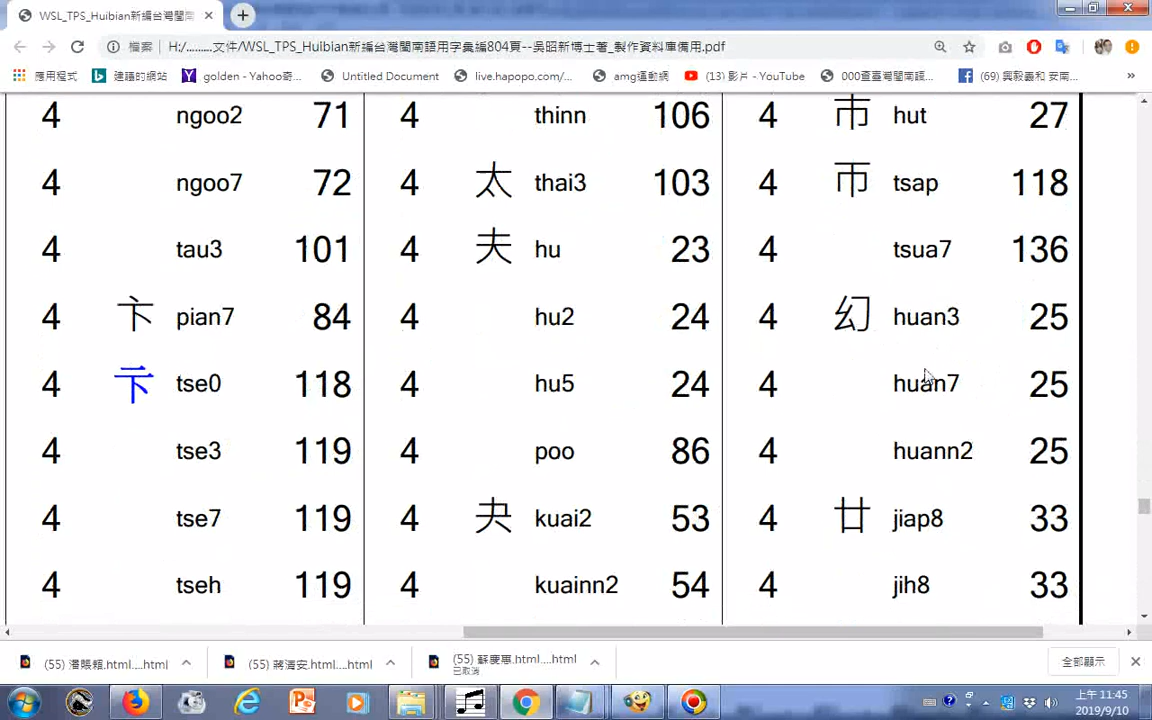 WSL_TPS_Huibian新編台灣閩南
檔案 H:/.........文件/WSL_TPS_Huibian新編台灣閩南語用字彙編804頁--吳昭新博士著_製作資料庫備用.pdf
應用程式 建議的網站 golden - Yahoo奇... Untitled Document live.hapopo.com/... amg運動網 (13) 影片 - YouTube 000查臺灣閩南語... (69) 興毅義和 安南... »
4 ngoo2 71 4 thinn 106 4 巿 hut 27
4 ngoo7 72 4 太 thai3 103 4 帀 tsap 118
4 tau3 101 4 夫 hu 23 4 tsua7 136
4 卞 pian7 84 4 hu2 24 4 幻 huan3 25
4 tse0 118 4 hu5 24 4 huan7 25
4 tse3 119 4 poo 86 4 huann2 25
4 tse7 119 4 夬 kuai2 53 4 廿 jiap8 33
4 tseh 119 4 kuainn2 54 4 jih8 33
(55) 潘賬賴.html....html (55) 蔣海安.html....html (55) 蘇慶專.html....html 全部顯示
已取消
上午 11:45
2019/9/10